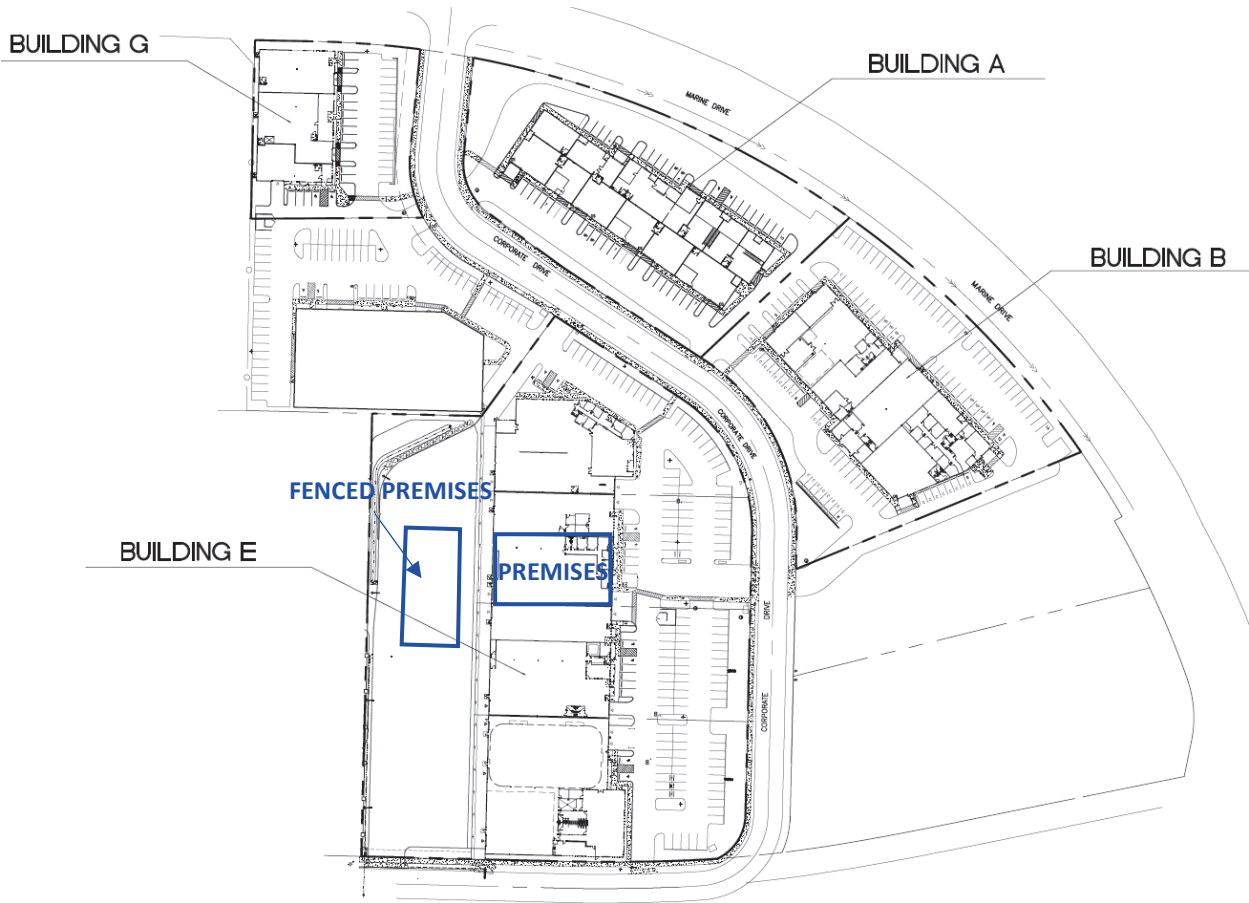 BUILDING G
BUILDING A
MARINE DRIVE
CORPORATE DRIVE
BUILDING B
MARINE DRIVE
CORPORATE DRIVE
FENCED PREMISES
BUILDING E
PREMISES
DRIVE
CORPORATE